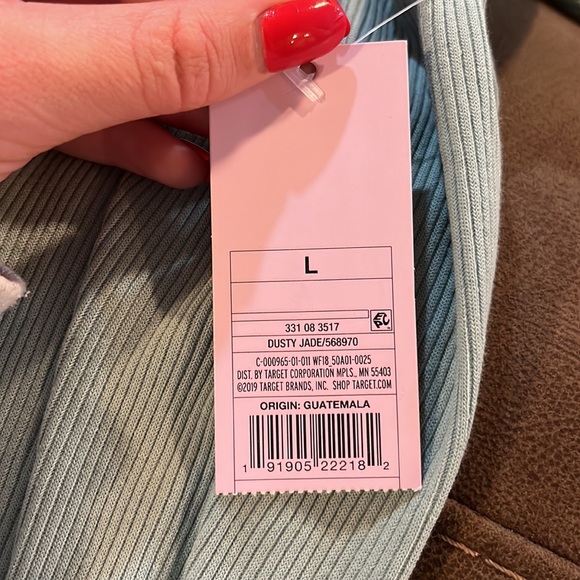 L
331 08 3517
DUSTY JADE/568970
C-000965-01-011 WF18 50A01-0025
DIST. BY TARGET CORPORATION MPLS., MN 55403
©2019 TARGET BRANDS, INC. SHOP TARGET.COM
ORIGIN: GUATEMALA
1 91905 22218 2